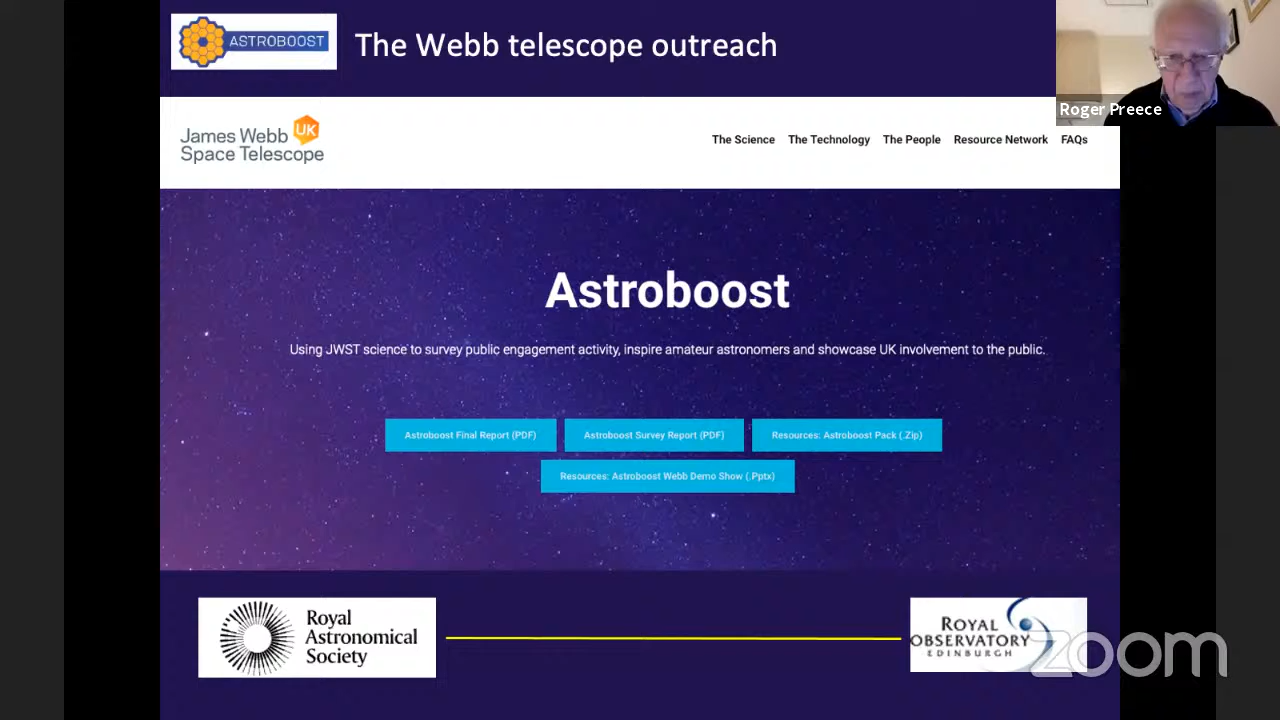 ASTROBOOST
The Webb telescope outreach
Roger Preece
James Webb UK
Space Telescope
The Science The Technology The People Resource Network FAQs
Astroboost
Using JWST science to survey public engagement activity, inspire amateur astronomers and showcase UK involvement to the public.
Astroboost Final Report (PDF) Astroboost Survey Report (PDF) Resources: Astroboost Pack (.Zip)
Resources: Astroboost Webb Demo Show (.Pptx)
Royal
Astronomical
Society
ROYAL
OBSERVATORY
EDINBURGH
zoom